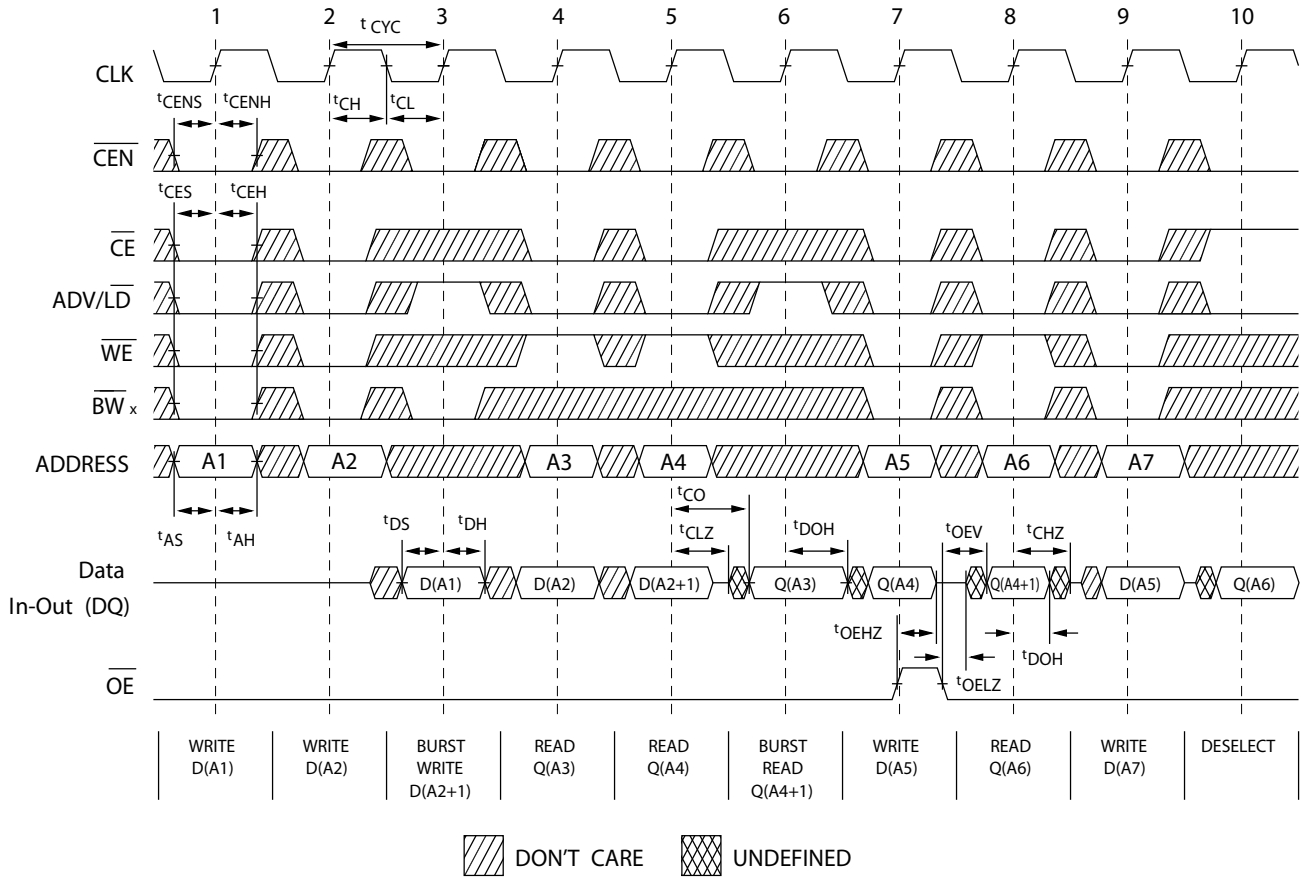 1 2 3 4 5 6 7 8 9 10
tCYC
CLK
tCENS tCENH tCH tCL
CEN
tCES tCEH
CE
ADV/LD
WE
BW x
ADDRESS A1 A2 A3 A4 A5 A6 A7
tCO
tAS tAH tDS tDH tCLZ tDOH tOEV tCHZ
Data
In-Out (DQ)
D(A1) D(A2) D(A2+1) Q(A3) Q(A4) Q(A4+1) D(A5) Q(A6)
tOEHZ tDOH
tOELZ
OE
WRITE
D(A1)
WRITE
D(A2)
BURST
WRITE
D(A2+1)
READ
Q(A3)
READ
Q(A4)
BURST
READ
Q(A4+1)
WRITE
D(A5)
READ
Q(A6)
WRITE
D(A7)
DESELECT
DON'T CARE UNDEFINED